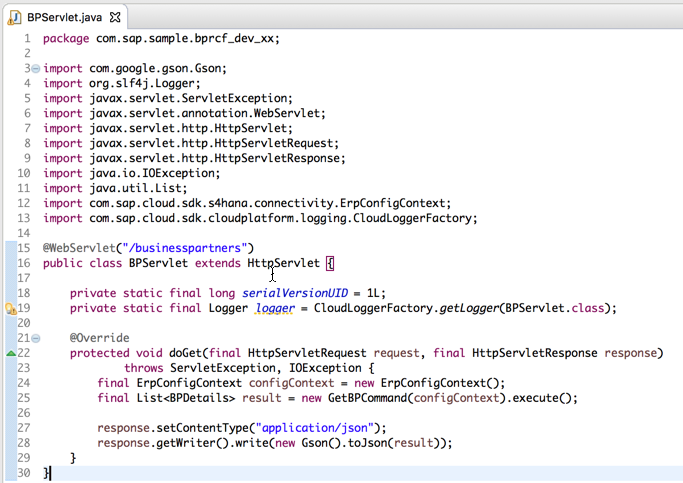 BPServlet.java
1 package com.sap.sample.bprcf_dev_xx;
2
3 import com.google.gson.Gson;
4 import org.slf4j.Logger;
5 import javax.servlet.ServletException;
6 import javax.servlet.annotation.WebServlet;
7 import javax.servlet.http.HttpServlet;
8 import javax.servlet.http.HttpServletRequest;
9 import javax.servlet.http.HttpServletResponse;
10 import java.io.IOException;
11 import java.util.List;
12 import com.sap.cloud.sdk.s4hana.connectivity.ErpConfigContext;
13 import com.sap.cloud.sdk.cloudplatform.logging.CloudLoggerFactory;
14
15 @WebServlet("/businesspartners")
16 public class BPServlet extends HttpServlet {
17
18     private static final long serialVersionUID = 1L;
19     private static final Logger logger = CloudLoggerFactory.getLogger(BPServlet.class);
20
21     @Override
22     protected void doGet(final HttpServletRequest request, final HttpServletResponse response)
23             throws ServletException, IOException {
24         final ErpConfigContext configContext = new ErpConfigContext();
25         final List<BPDetails> result = new GetBPCommand(configContext).execute();
26
27         response.setContentType("application/json");
28         response.getWriter().write(new Gson().toJson(result));
29     }
30 }